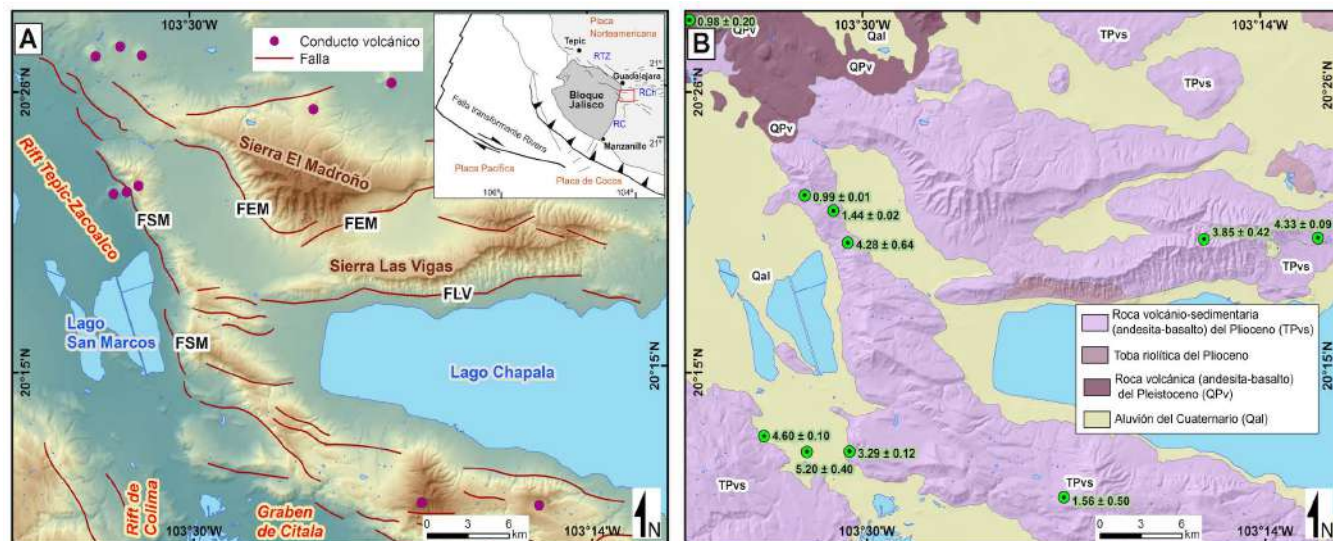 A
103°30´W
Conducto volcánico
Falla
Placa
Norteamericana
Tepic
RTZ
21°
Guadalajara
RCh
Bloque
Jalisco
RC
Falla transformante Rivera
21°
Manzanillo
Placa Pacífica
Placa de Cocos
106°
104°
20°26´N
20°26´N
Sierra El Madroño
Rift Tepic-Zacoalco
FSM
FEM
FEM
Sierra Las Vigas
FLV
Lago
San Marcos
FSM
Lago Chapala
20°15´N
20°15´N
Rift de
Colima
Graben
de Citala
103°30´W
103°14´W
0 3 6
km
N
B
0.98 ± 0.20
QPv
103°30´W
Qal
103°14´W
TPvs
QPv
TPvs
QPv
0.99 ± 0.01
1.44 ± 0.02
4.28 ± 0.64
4.33 ± 0.09
3.85 ± 0.42
TPvs
Qal
Roca volcánio-sedimentaria
(andesita-basalto) del Plioceno (TPvs)
Toba riolítica del Plioceno
Roca volcánica (andesita-basalto)
del Pleistoceno (QPv)
Aluvión del Cuaternario (Qal)
4.60 ± 0.10
3.29 ± 0.12
5.20 ± 0.40
TPvs
TPvs
1.56 ± 0.50
103°30´W
103°14´W
0 3 6
km
N
20°26´N
20°15´N